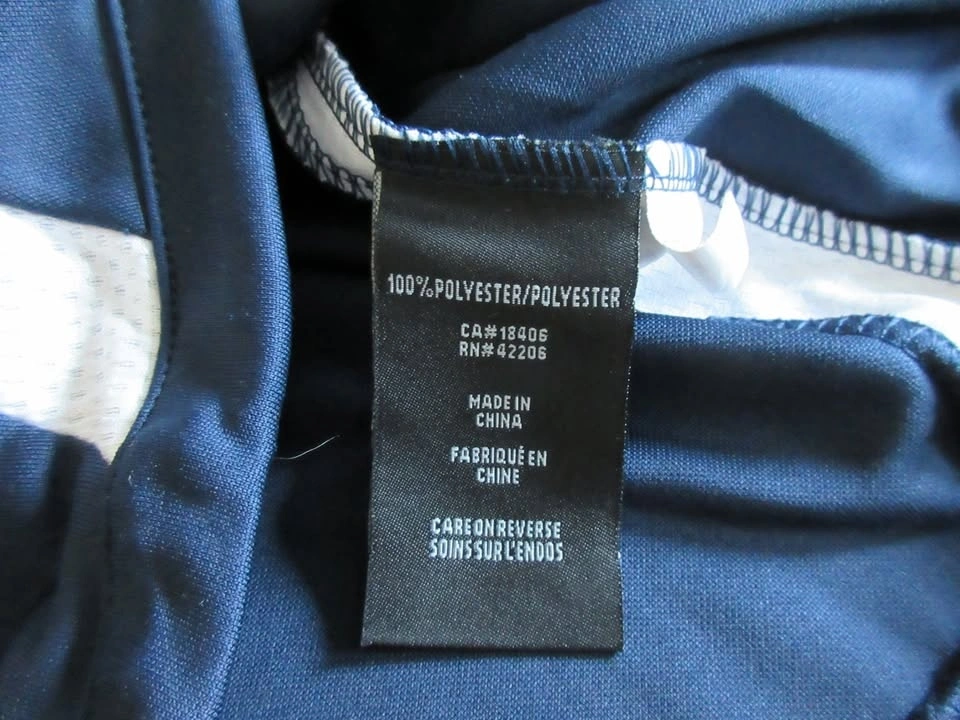 100%POLYESTER/POLYESTER
CA#18406
RN#42206
MADE IN
CHINA
FABRIQUÉ EN
CHINE
CARE ON REVERSE
SOINS SUR L'ENDOS